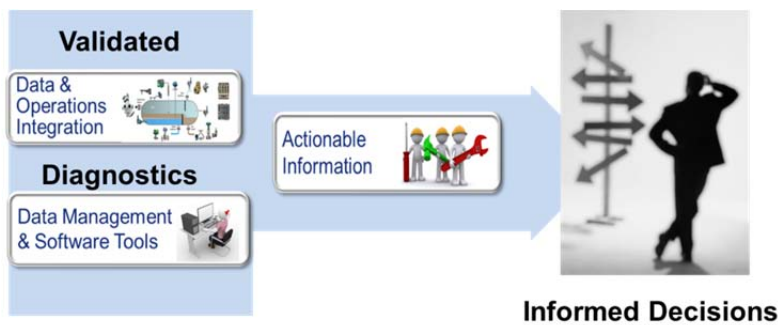 Validated
Data &
Operations
Integration
Diagnostics
Data Management
& Software Tools
Actionable
Information
Informed Decisions